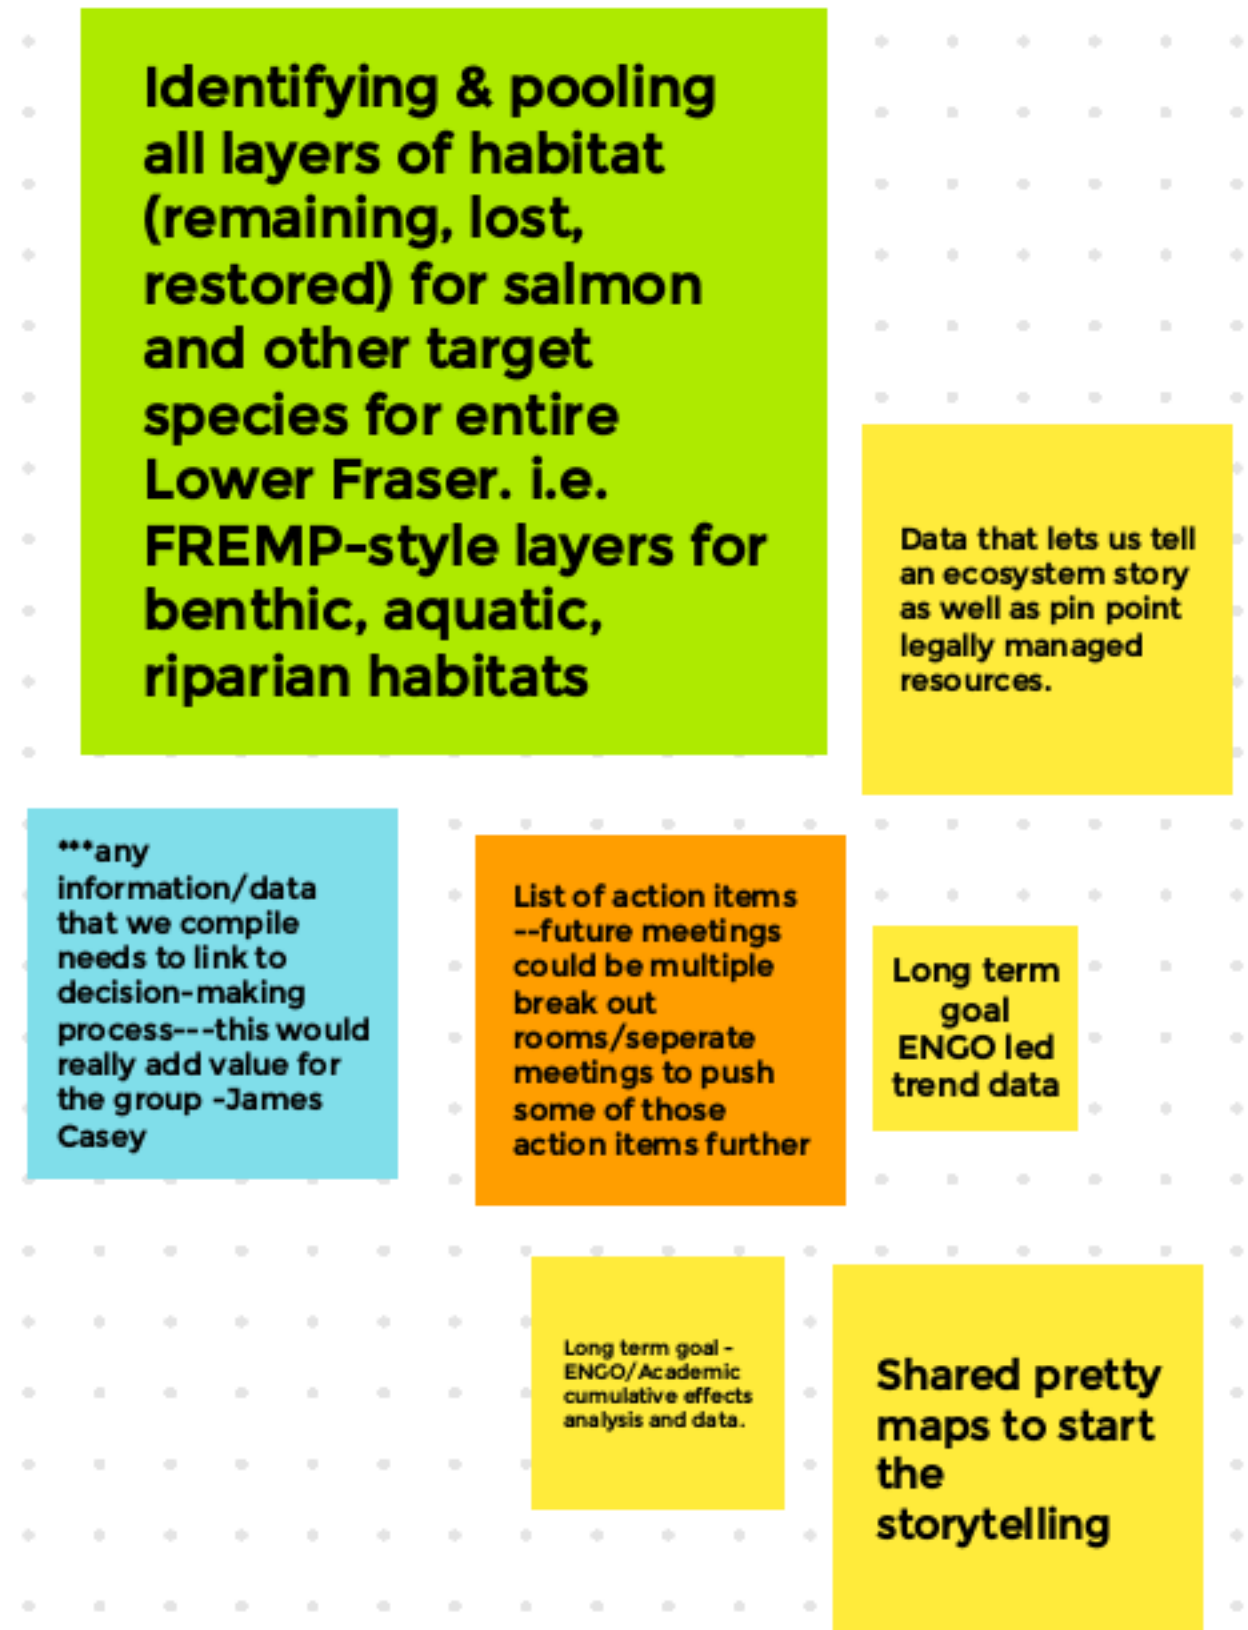 Identifying & pooling
all layers of habitat
(remaining, lost,
restored) for salmon
and other target
species for entire
Lower Fraser. i.e.
FREMP-style layers for
benthic, aquatic,
riparian habitats
Data that lets us tell
an ecosystem story
as well as pin point
legally managed
resources.
***any
information/data
that we compile
needs to link to
decision-making
process---this would
really add value for
the group -James
Casey
List of action items
--future meetings
could be multiple
break out
rooms/seperate
meetings to push
some of those
action items further
Long term
goal
ENGO led
trend data
Long term goal -
ENGO/Academic
cumulative effects
analysis and data.
Shared pretty
maps to start
the
storytelling